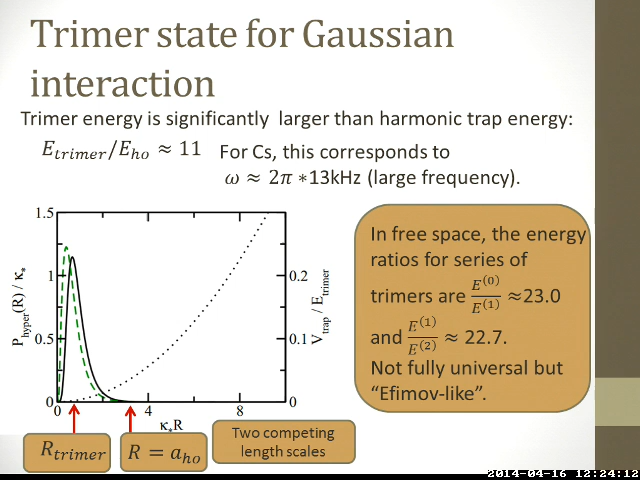 Trimer state for Gaussian
interaction
Trimer energy is significantly larger than harmonic trap energy:
E_trimer/E_ho ≈ 11 For Cs, this corresponds to
ω ≈ 2π *13kHz (large frequency).
1.5
1
0.5
0
P_hyper(R) / κ_*
0 4 8
κ_*R
0.2
0.1
0
V_trap / E_trimer
In free space, the energy
ratios for series of
trimers are E^(0)/E^(1) ≈23.0
and E^(1)/E^(2) ≈ 22.7.
Not fully universal but
“Efimov-like”.
R_trimer
R = a_ho
Two competing
length scales
2014-04-16 12:24:12